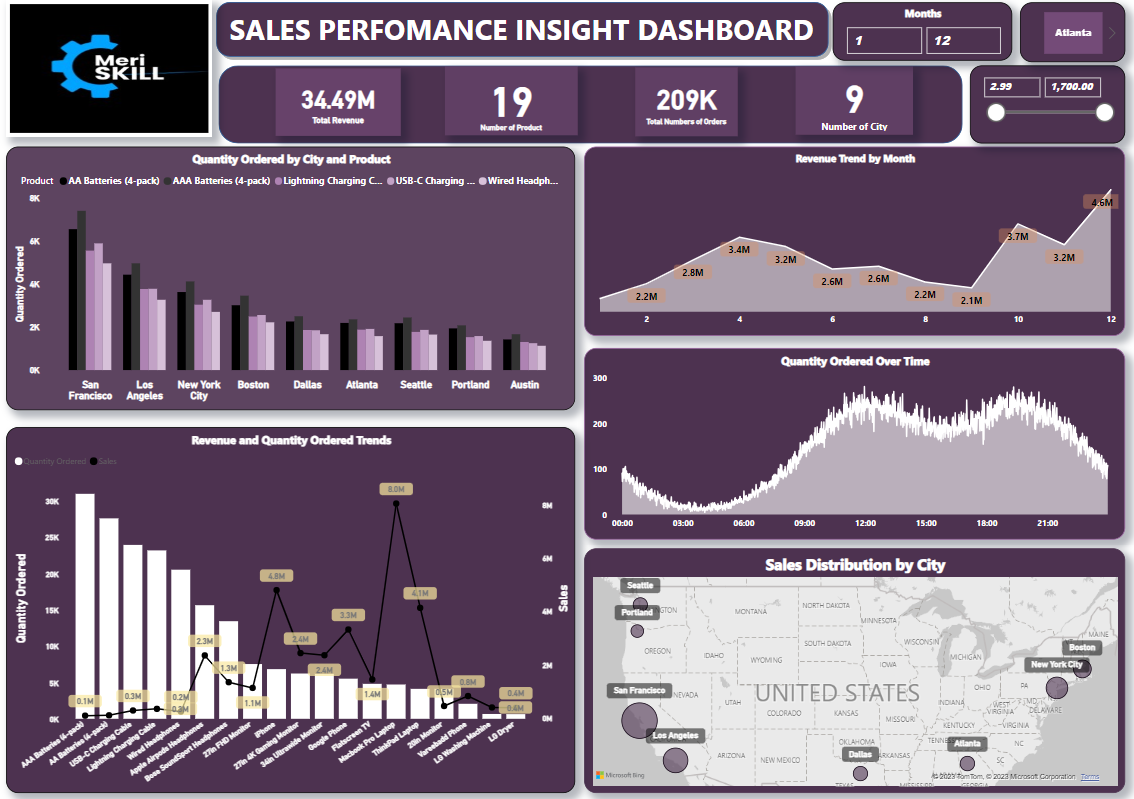 Meri
SKILL
SALES PERFOMANCE INSIGHT DASHBOARD
Months
1 12
Atlanta
34.49M
Total Revenue
19
Number of Product
209K
Total Numbers of Orders
9
Number of City
2.99 1,700.00
Quantity Ordered by City and Product
Product AA Batteries (4-pack) AAA Batteries (4-pack) Lightning Charging C... USB-C Charging ... Wired Headph...
Quantity Ordered
8K
6K
4K
2K
0K
San Francisco
Los Angeles
New York City
Boston
Dallas
Atlanta
Seattle
Portland
Austin
Revenue Trend by Month
2.2M
2.8M
3.4M
3.2M
2.6M
2.6M
2.2M
2.1M
3.7M
3.2M
4.6M
2 4 6 8 10 12
Quantity Ordered Over Time
300
200
100
0
00:00 03:00 06:00 09:00 12:00 15:00 18:00 21:00
Revenue and Quantity Ordered Trends
Quantity Ordered Sales
Quantity Ordered
30K
25K
20K
15K
10K
5K
0K
0.1M
0.3M
0.2M
2.3M
1.3M
1.1M
4.8M
2.4M
2.4M
3.3M
1.4M
8.0M
4.1M
0.5M
0.8M
0.4M
0.4M
8M
6M
4M
2M
0M
Sales
AAA Batteries (4-pack)
AA Batteries (4-pack)
USB-C Charging Cable
Lightning Charging Cable
Wired Headphones
Apple Airpods Headphones
Bose SoundSport Headphones
27in FHD Monitor
iPhone
27in 4K Gaming Monitor
34in Ultrawide Monitor
Google Phone
Flatscreen TV
Macbook Pro Laptop
ThinkPad Laptop
20in Monitor
Vareebadd Phone
LG Washing Machine
LG Dryer
Sales Distribution by City
Seattle
Portland
San Francisco
Los Angeles
Dallas
Atlanta
New York City
Boston
MONTANA
NORTH DAKOTA
MINNESOTA
SOUTH DAKOTA
WISCONSIN
MICHIGAN
MAINE
OREGON
IDAHO
WYOMING
IOWA
NEVADA
UTAH
UNITED STATES
COLORADO
KANSAS
MISSOURI
INDIANA
OHIO
PA
WEST VIRGINIA
MD
DELAWARE
KENTUCKY
VIRGINIA
ARIZONA
NEW MEXICO
OKLAHOMA
ARKANSAS
NC
SC
GEORGIA
Microsoft Bing
© 2023 TomTom, © 2023 Microsoft Corporation Terms